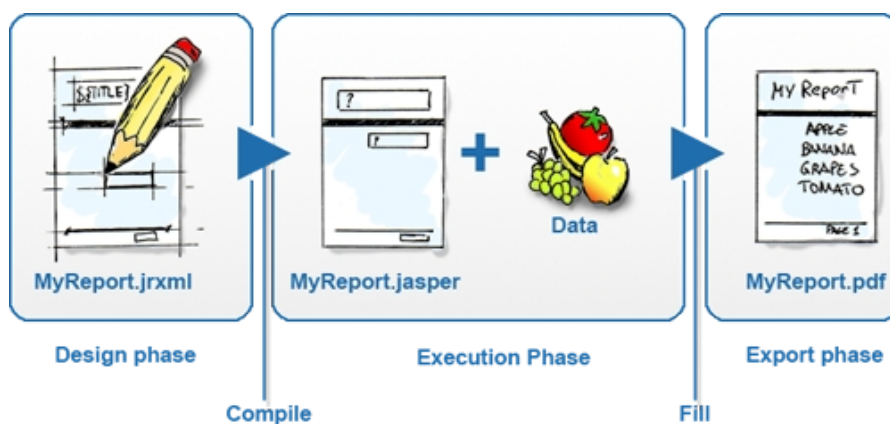 ${TITLE}
MyReport.jrxml
Design phase
Compile
?
?
MyReport.jasper
+
Data
Execution Phase
Fill
MY REPORT
APPLE
BANANA
GRAPES
TOMATO
PAGE 1
MyReport.pdf
Export phase